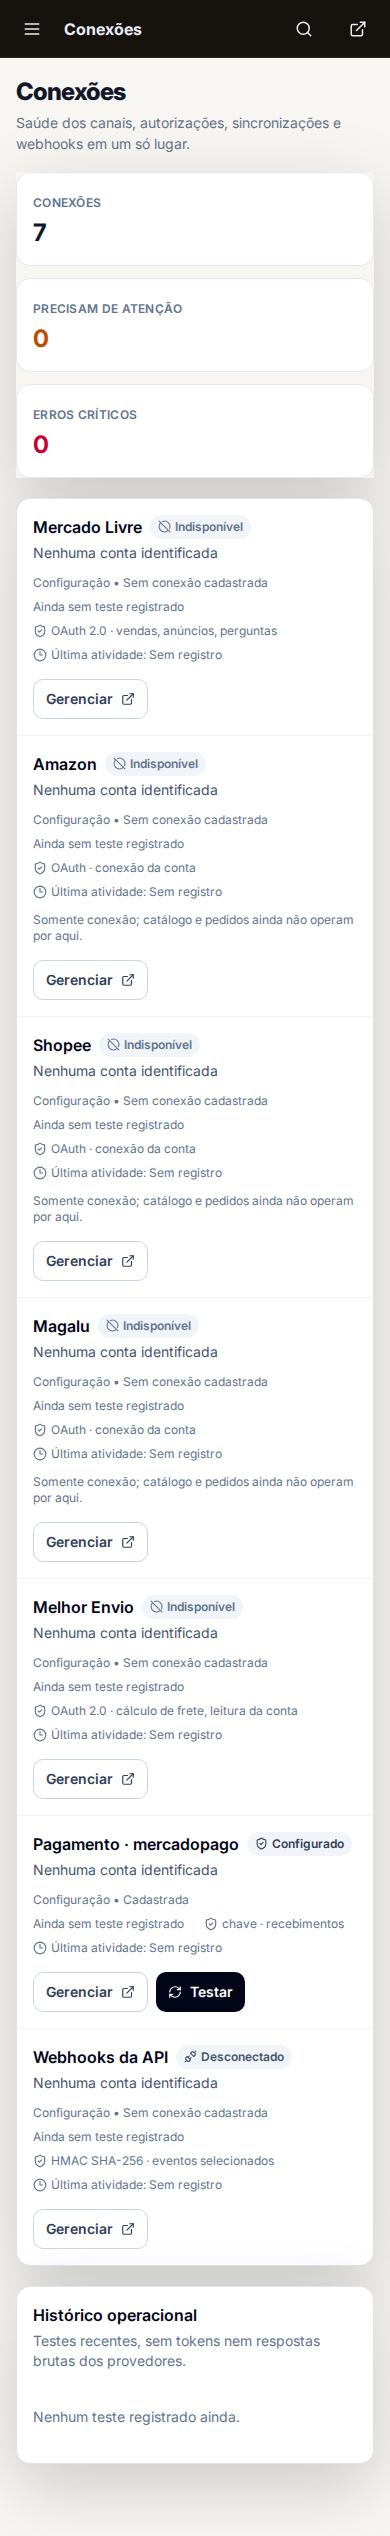 Conexões
Conexões
Saúde dos canais, autorizações, sincronizações e
webhooks em um só lugar.
CONEXÕES
7
PRECISAM DE ATENÇÃO
0
ERROS CRÍTICOS
0
Mercado Livre Indisponível
Nenhuma conta identificada
Configuração • Sem conexão cadastrada
Ainda sem teste registrado
OAuth 2.0 · vendas, anúncios, perguntas
Última atividade: Sem registro
Gerenciar
Amazon Indisponível
Nenhuma conta identificada
Configuração • Sem conexão cadastrada
Ainda sem teste registrado
OAuth · conexão da conta
Última atividade: Sem registro
Somente conexão; catálogo e pedidos ainda não operam
por aqui.
Gerenciar
Shopee Indisponível
Nenhuma conta identificada
Configuração • Sem conexão cadastrada
Ainda sem teste registrado
OAuth · conexão da conta
Última atividade: Sem registro
Somente conexão; catálogo e pedidos ainda não operam
por aqui.
Gerenciar
Magalu Indisponível
Nenhuma conta identificada
Configuração • Sem conexão cadastrada
Ainda sem teste registrado
OAuth · conexão da conta
Última atividade: Sem registro
Somente conexão; catálogo e pedidos ainda não operam
por aqui.
Gerenciar
Melhor Envio Indisponível
Nenhuma conta identificada
Configuração • Sem conexão cadastrada
Ainda sem teste registrado
OAuth 2.0 · cálculo de frete, leitura da conta
Última atividade: Sem registro
Gerenciar
Pagamento · mercadopago Configurado
Nenhuma conta identificada
Configuração • Cadastrada
Ainda sem teste registrado chave · recebimentos
Última atividade: Sem registro
Gerenciar Testar
Webhooks da API Desconectado
Nenhuma conta identificada
Configuração • Sem conexão cadastrada
Ainda sem teste registrado
HMAC SHA-256 · eventos selecionados
Última atividade: Sem registro
Gerenciar
Histórico operacional
Testes recentes, sem tokens nem respostas
brutas dos provedores.
Nenhum teste registrado ainda.